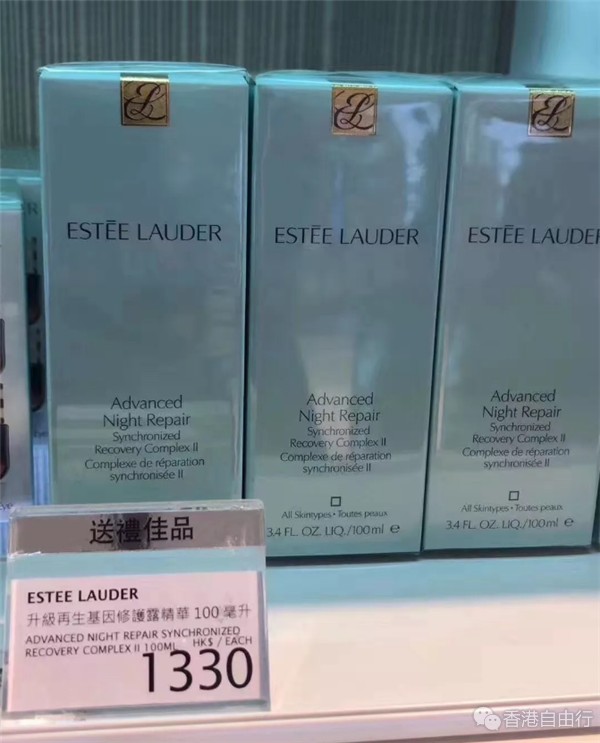 ESTĒE LAUDER
Advanced
Night Repair
Synchronized
Recovery Complex II
Complexe de réparation
synchronisée II
ESTĒE LAUDER
Advanced
Night Repair
Synchronized
Recovery Complex II
Complexe de réparation
synchronisée II
All Skintypes • Toutes peaux
3.4 FL. OZ. LIQ./100 ml e
ESTĒE LAUDER
Advanced
Night Repair
Synchronized
Recovery Complex II
Complexe de réparation
synchronisée II
All Skintypes • Toutes peaux
3.4 FL. OZ. LIQ./100 ml e
送禮佳品
ESTEE LAUDER
升級再生基因修護露精華 100 毫升
ADVANCED NIGHT REPAIR SYNCHRONIZED
RECOVERY COMPLEX II 100ML HK$ / EACH
1330
香港自由行